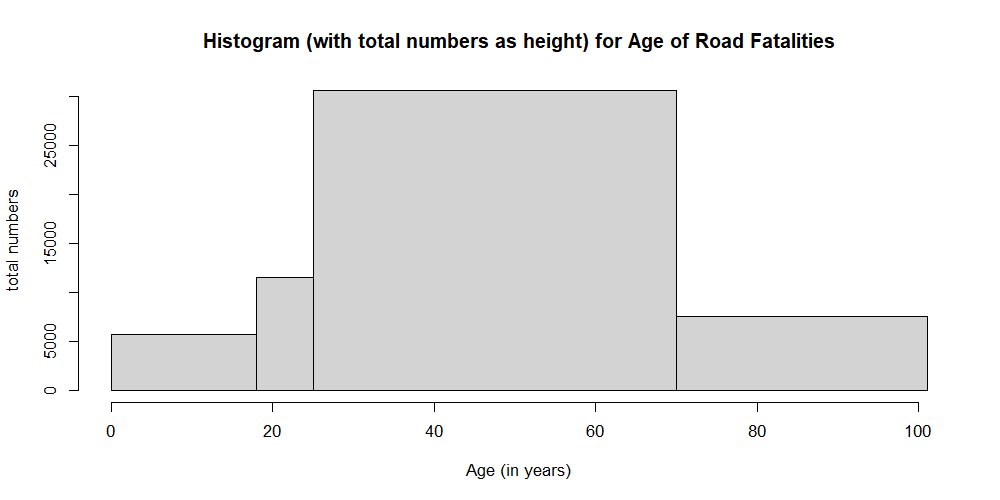 Histogram (with total numbers as height) for Age of Road Fatalities
total numbers
25000
15000
5000
0
0 20 40 60 80 100
Age (in years)